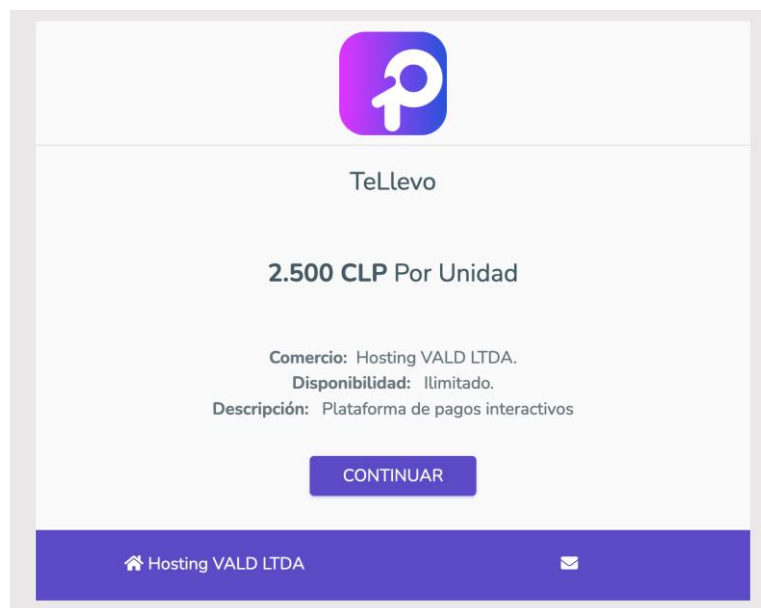 TeLlevo
2.500 CLP Por Unidad
Comercio: Hosting VALD LTDA.
Disponibilidad: Ilimitado.
Descripción: Plataforma de pagos interactivos
CONTINUAR
Hosting VALD LTDA